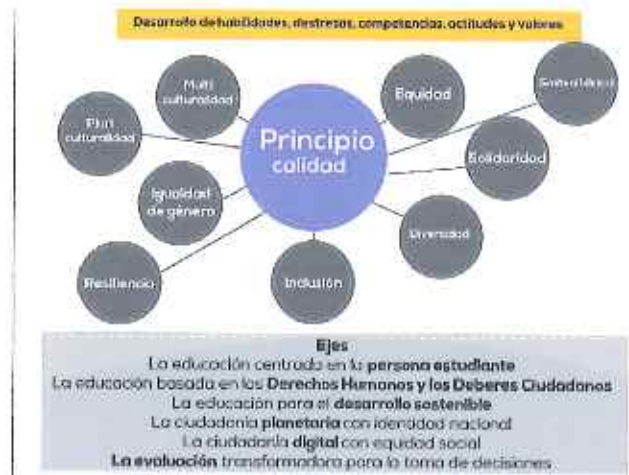 Desarrollo de habilidades, destresas, competencias, actitudes y valores
Multi
culturalidad
Equidad
Sostenibilidad
Pluri
culturalidad
Principio
calidad
Solidaridad
Igualdad
de género
Diversidad
Resiliencia
Inclusión
Ejes
La educación centrada en la persona estudiante
La educación basada en los Derechos Humanos y los Deberes Ciudadanos
La educación para el desarrollo sostenible
La ciudadanía planetaria con identidad nacional
La ciudadanía digital con equidad social
La evaluación transformadora para la toma de decisiones